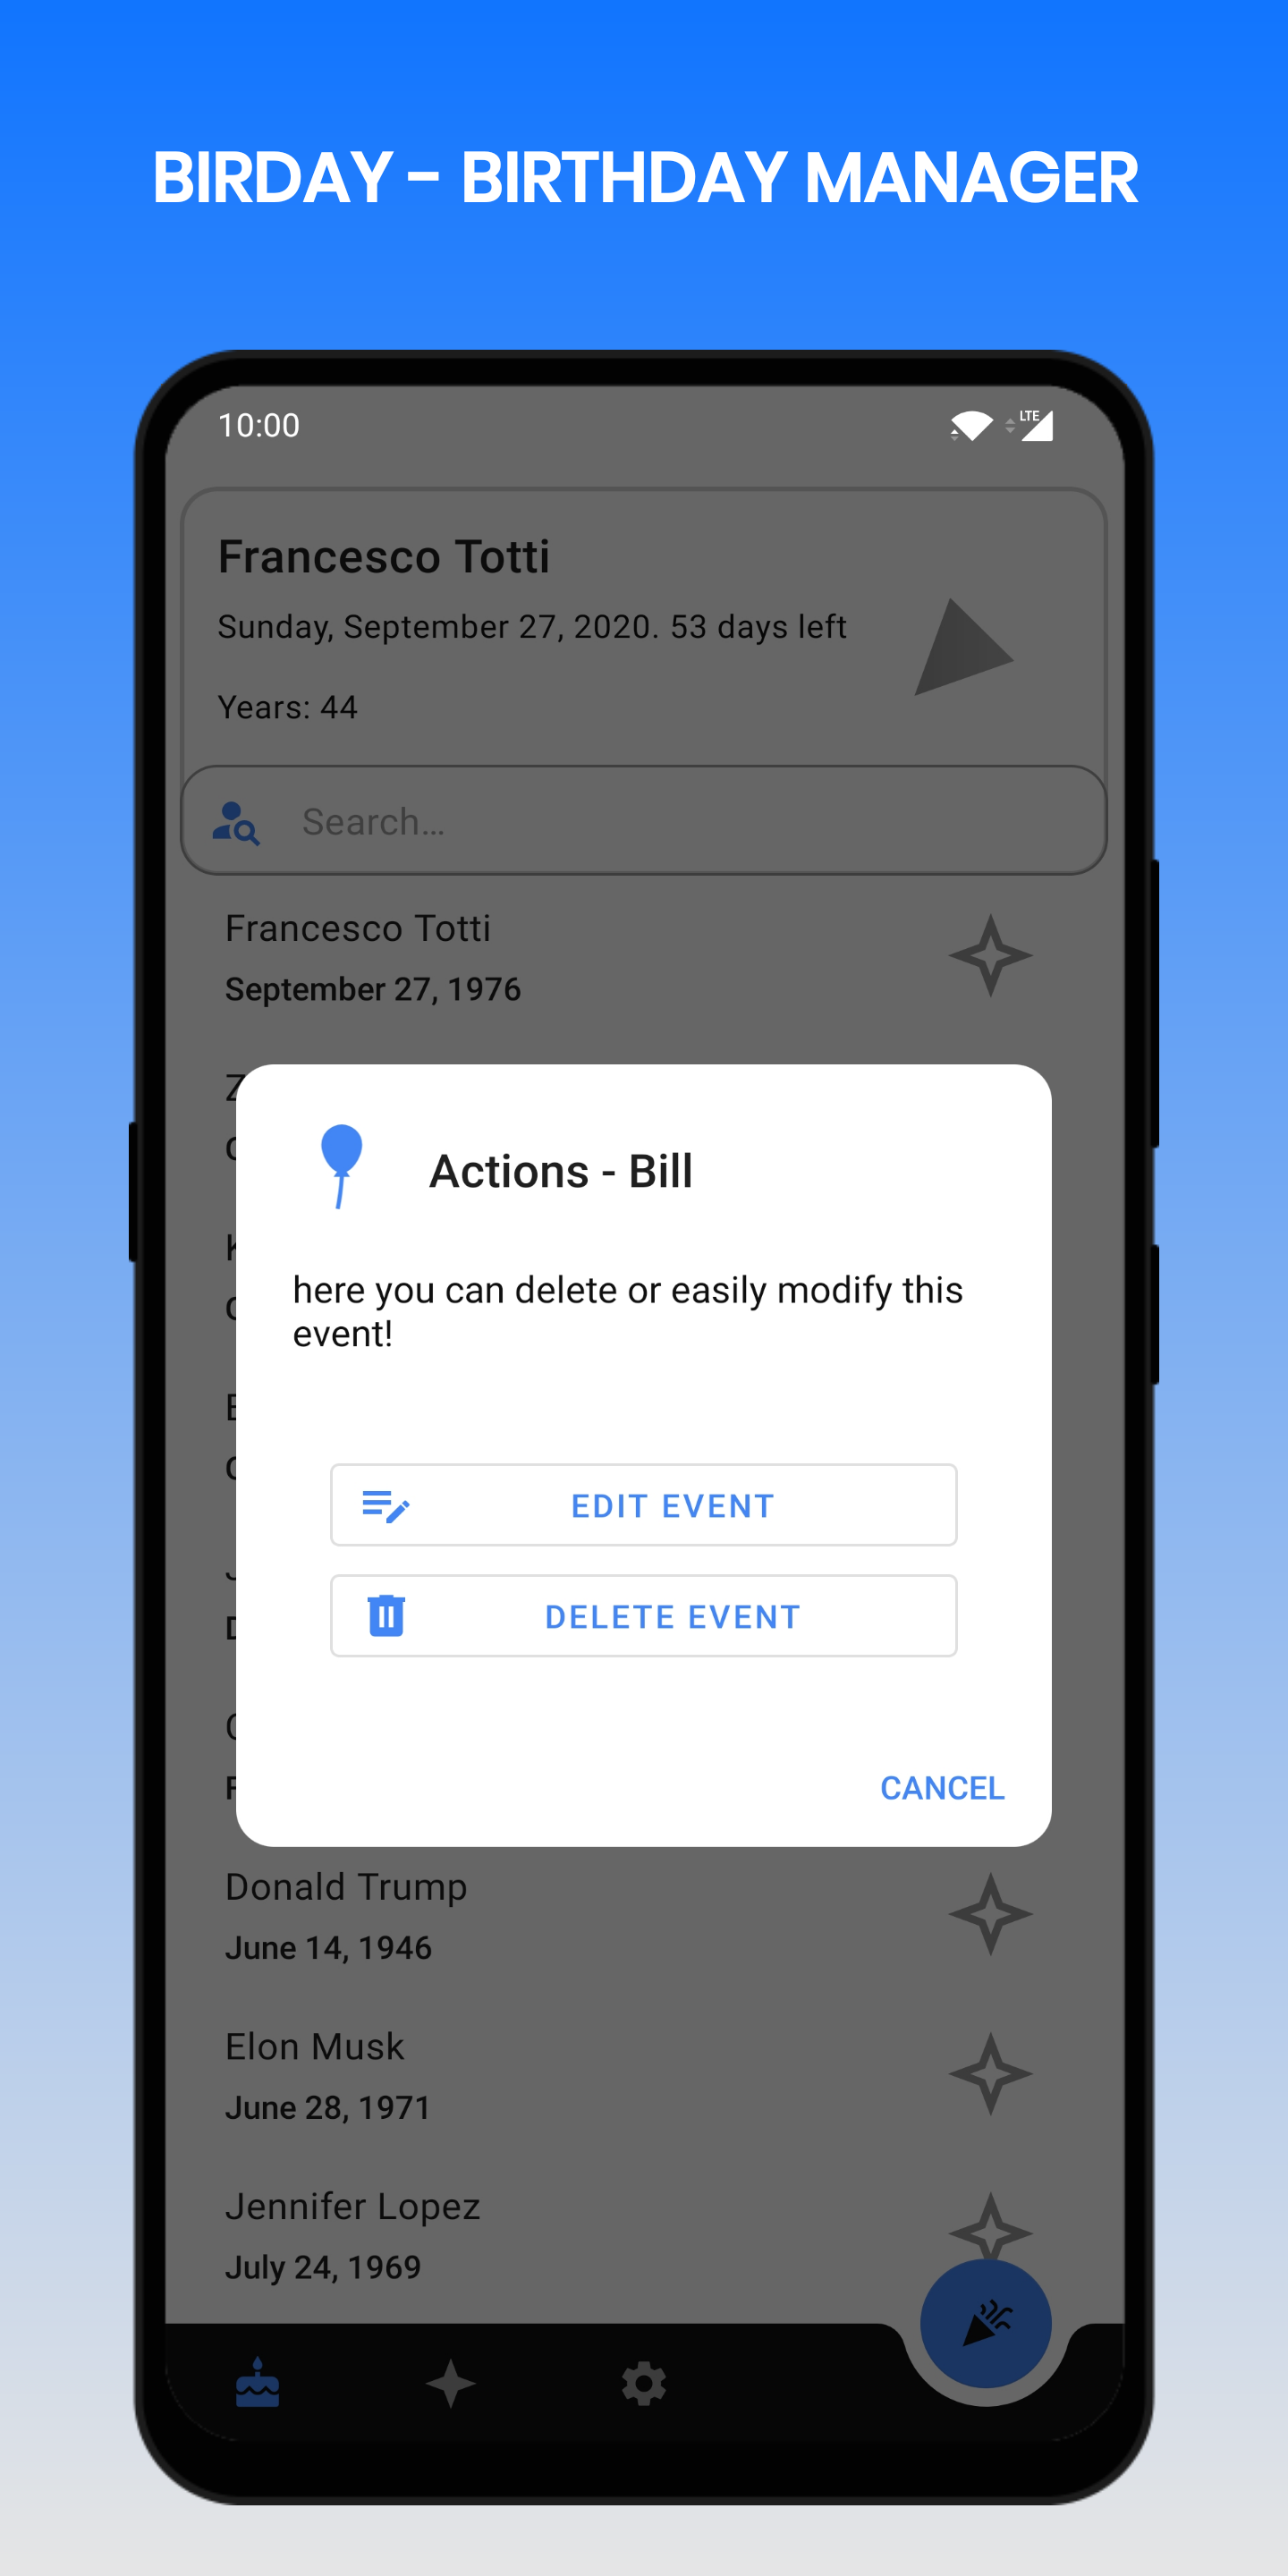 BIRDAY - BIRTHDAY MANAGER
10:00
LTE
Francesco Totti
Sunday, September 27, 2020. 53 days left
Years: 44
Search...
Francesco Totti
September 27, 1976
Actions - Bill
here you can delete or easily modify this
event!
EDIT EVENT
DELETE EVENT
CANCEL
Donald Trump
June 14, 1946
Elon Musk
June 28, 1971
Jennifer Lopez
July 24, 1969